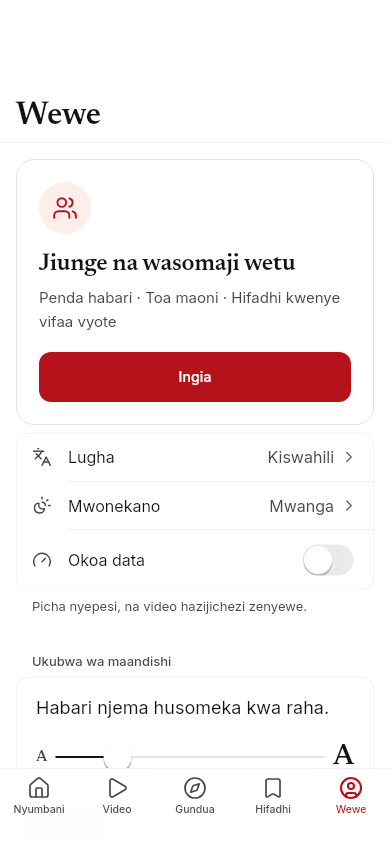 Wewe
Jiunge na wasomaji wetu
Penda habari · Toa maoni · Hifadhi kwenye
vifaa vyote
Ingia
Lugha Kiswahili
Mwonekano Mwanga
Okoa data
Picha nyepesi, na video hazijichezi zenyewe.
Ukubwa wa maandishi
Habari njema husomeka kwa raha.
A A
Nyumbani Video Gundua Hifadhi Wewe